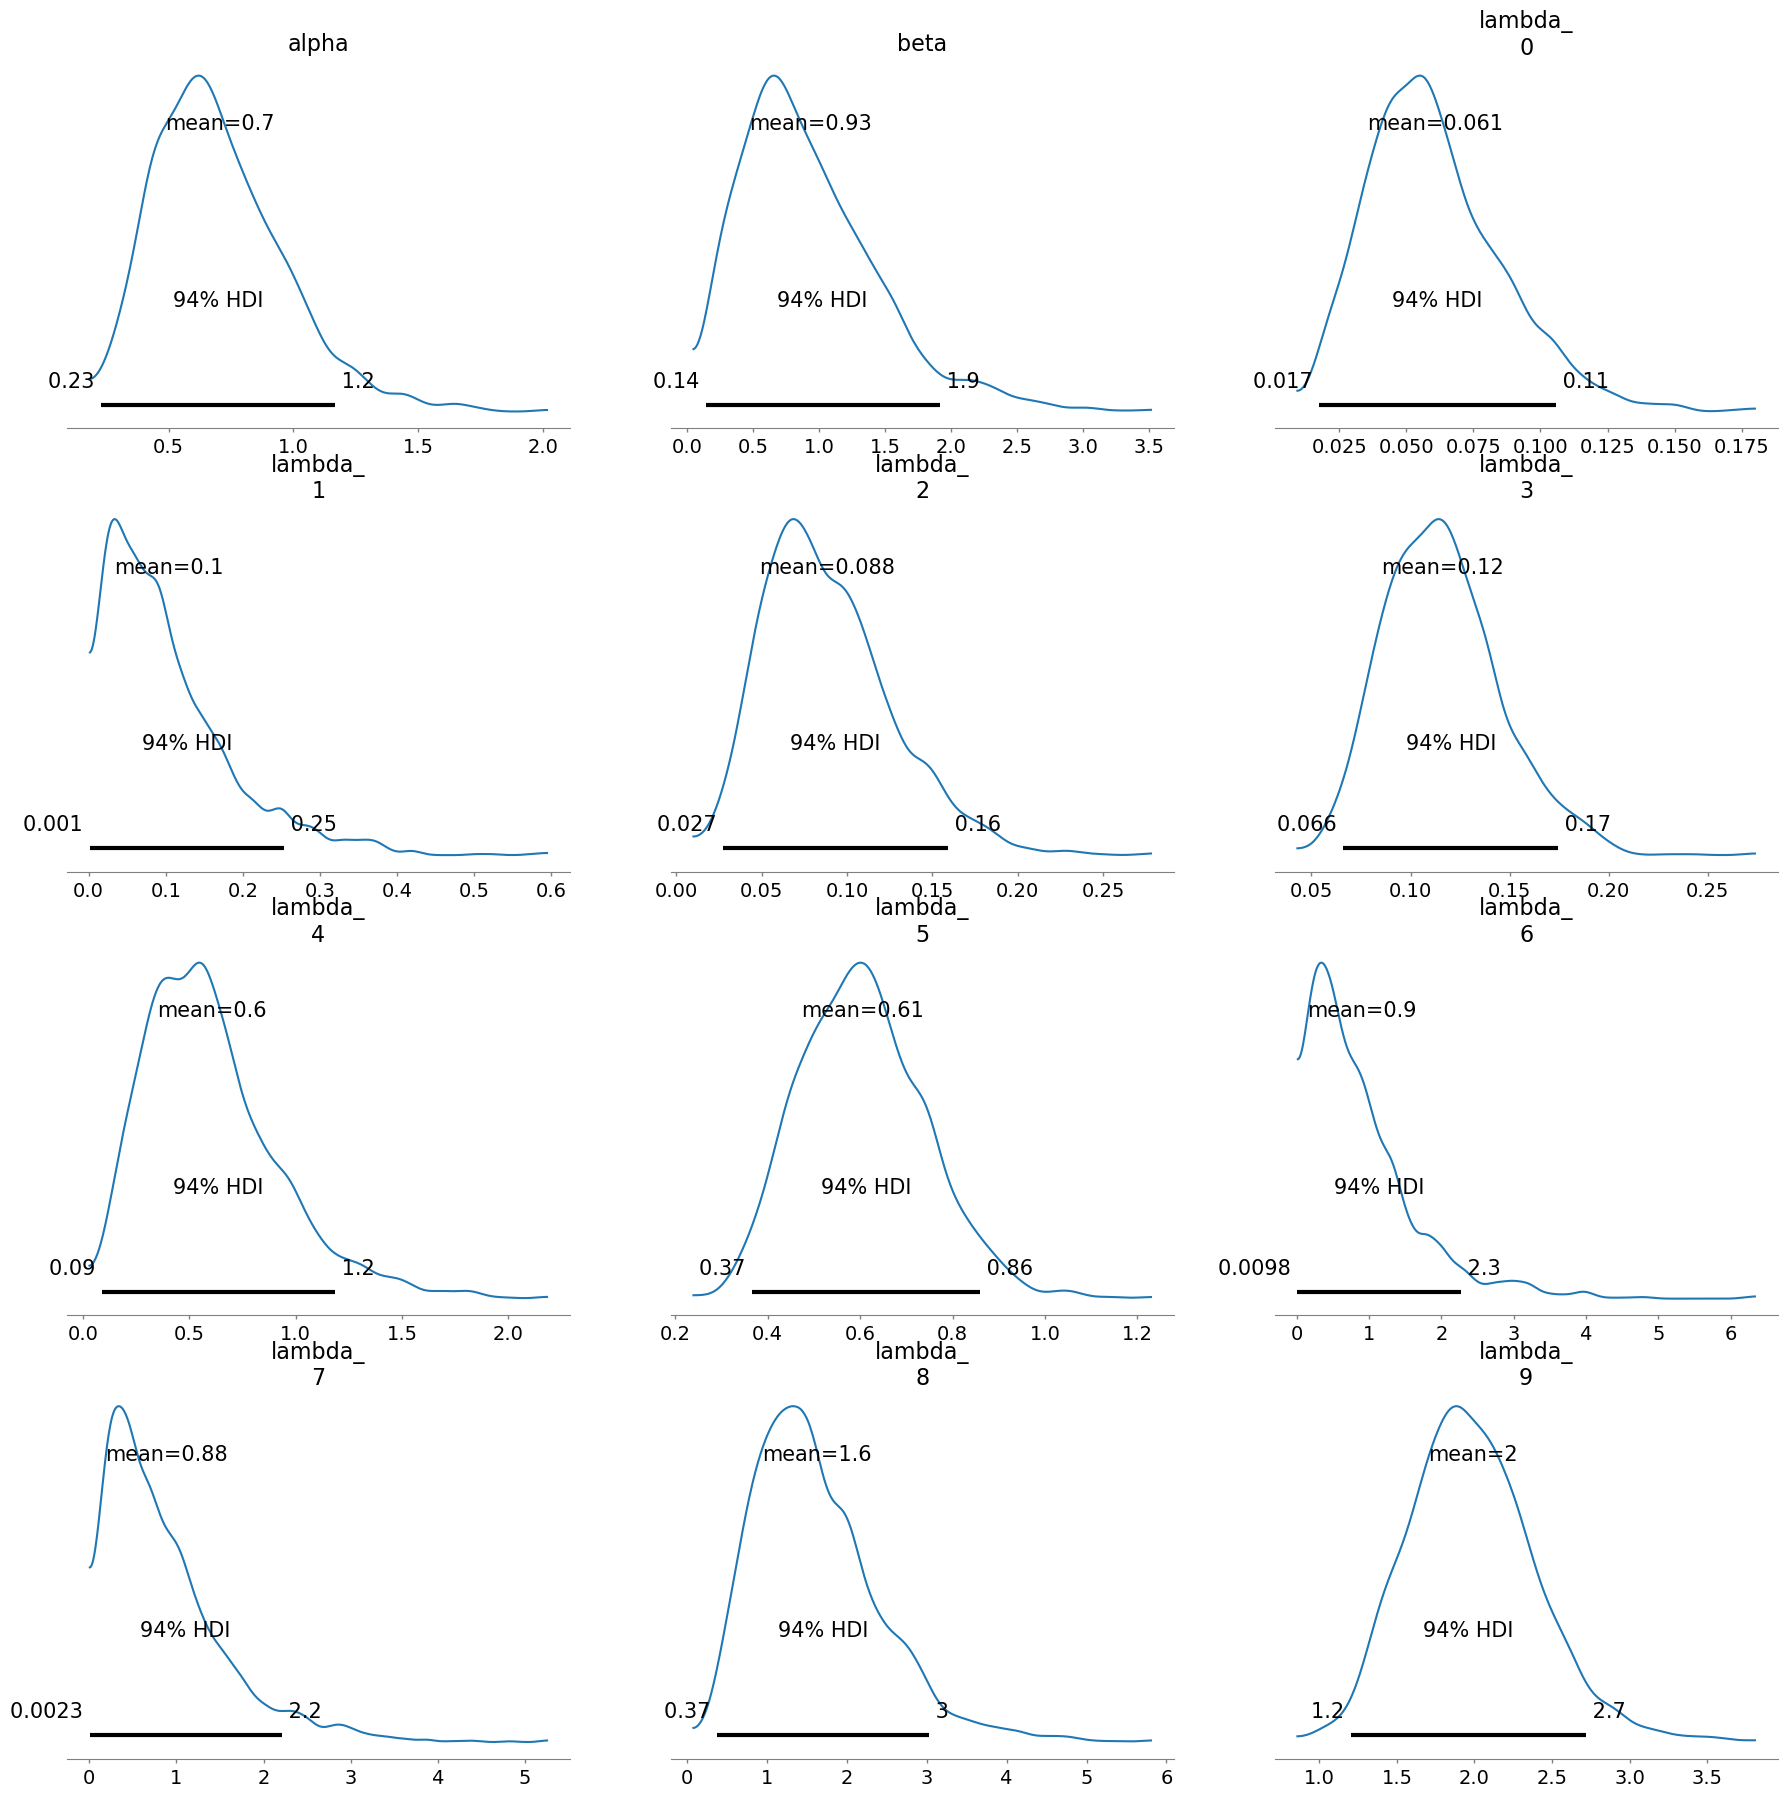 alpha
mean=0.7
94% HDI
0.23 1.2
0.5 1.0 1.5 2.0
beta
mean=0.93
94% HDI
0.14 1.9
0.0 0.5 1.0 1.5 2.0 2.5 3.0 3.5
lambda_
0
mean=0.061
94% HDI
0.017 0.11
0.025 0.050 0.075 0.100 0.125 0.150 0.175
lambda_
1
mean=0.1
94% HDI
0.001 0.25
0.0 0.1 0.2 0.3 0.4 0.5 0.6
lambda_
2
mean=0.088
94% HDI
0.027 0.16
0.00 0.05 0.10 0.15 0.20 0.25
lambda_
3
mean=0.12
94% HDI
0.066 0.17
0.05 0.10 0.15 0.20 0.25
lambda_
4
mean=0.6
94% HDI
0.09 1.2
0.0 0.5 1.0 1.5 2.0
lambda_
5
mean=0.61
94% HDI
0.37 0.86
0.2 0.4 0.6 0.8 1.0 1.2
lambda_
6
mean=0.9
94% HDI
0.0098 2.3
0 1 2 3 4 5 6
lambda_
7
mean=0.88
94% HDI
0.0023 2.2
0 1 2 3 4 5
lambda_
8
mean=1.6
94% HDI
0.37 3
0 1 2 3 4 5 6
lambda_
9
mean=2
94% HDI
1.2 2.7
1.0 1.5 2.0 2.5 3.0 3.5